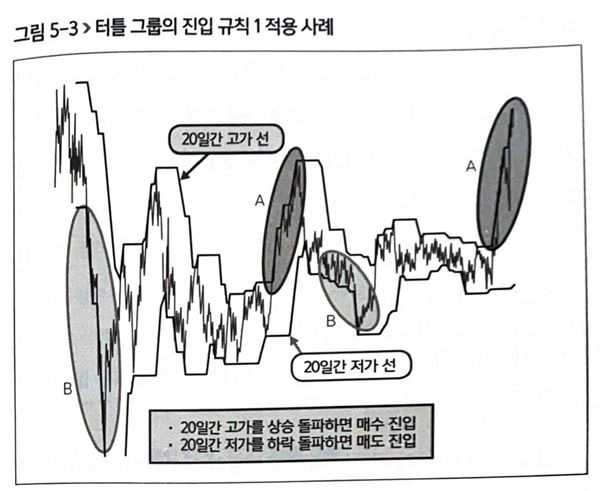 그림 5-3 > 터틀 그룹의 진입 규칙 1 적용 사례
20일간 고가 선
A
A
B
20일간 저가 선
B
· 20일간 고가를 상승 돌파하면 매수 진입
· 20일간 저가를 하락 돌파하면 매도 진입